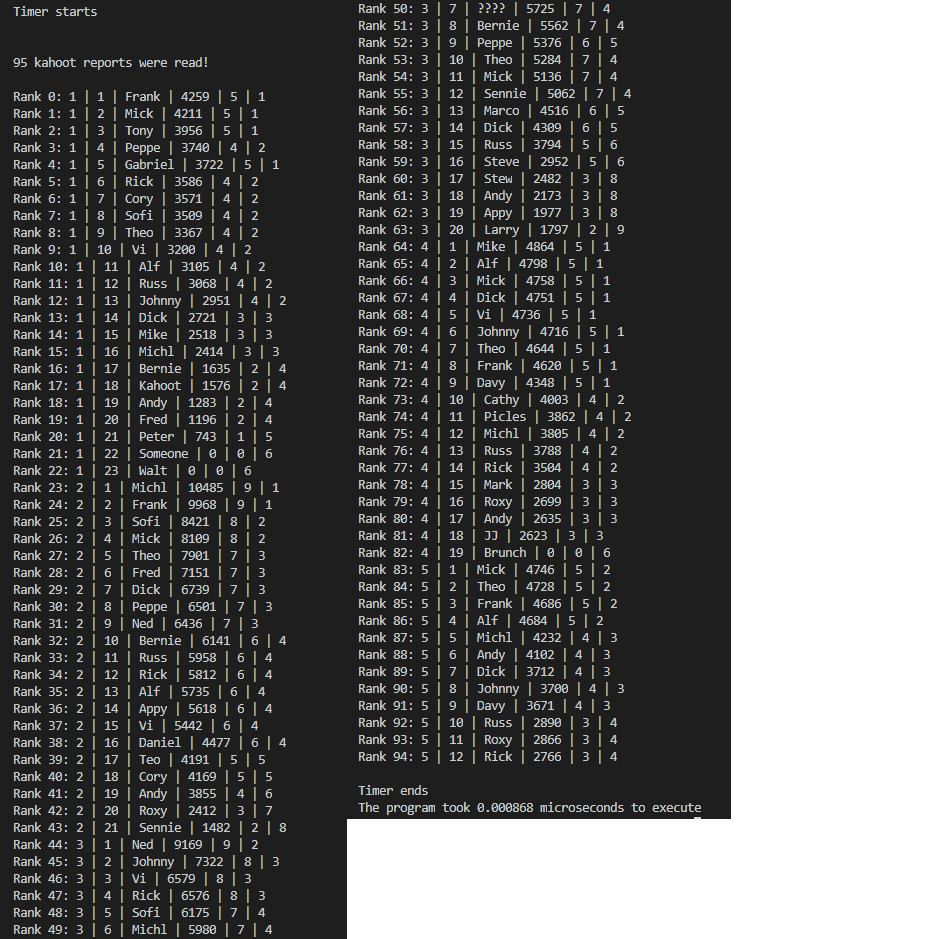 Timer starts
95 kahoot reports were read!
Rank 0: 1 | 1 | Frank | 4259 | 5 | 1
Rank 1: 1 | 2 | Mick | 4211 | 5 | 1
Rank 2: 1 | 3 | Tony | 3956 | 5 | 1
Rank 3: 1 | 4 | Peppe | 3740 | 4 | 2
Rank 4: 1 | 5 | Gabriel | 3722 | 5 | 1
Rank 5: 1 | 6 | Rick | 3586 | 4 | 2
Rank 6: 1 | 7 | Cory | 3571 | 4 | 2
Rank 7: 1 | 8 | Sofi | 3509 | 4 | 2
Rank 8: 1 | 9 | Theo | 3367 | 4 | 2
Rank 9: 1 | 10 | Vi | 3200 | 4 | 2
Rank 10: 1 | 11 | Alf | 3105 | 4 | 2
Rank 11: 1 | 12 | Russ | 3068 | 4 | 2
Rank 12: 1 | 13 | Johnny | 2951 | 4 | 2
Rank 13: 1 | 14 | Dick | 2721 | 3 | 3
Rank 14: 1 | 15 | Mike | 2518 | 3 | 3
Rank 15: 1 | 16 | Michl | 2414 | 3 | 3
Rank 16: 1 | 17 | Bernie | 1635 | 2 | 4
Rank 17: 1 | 18 | Kahoot | 1576 | 2 | 4
Rank 18: 1 | 19 | Andy | 1283 | 2 | 4
Rank 19: 1 | 20 | Fred | 1196 | 2 | 4
Rank 20: 1 | 21 | Peter | 743 | 1 | 5
Rank 21: 1 | 22 | Someone | 0 | 0 | 6
Rank 22: 1 | 23 | Walt | 0 | 0 | 6
Rank 23: 2 | 1 | Michl | 10485 | 9 | 1
Rank 24: 2 | 2 | Frank | 9968 | 9 | 1
Rank 25: 2 | 3 | Sofi | 8421 | 8 | 2
Rank 26: 2 | 4 | Mick | 8109 | 8 | 2
Rank 27: 2 | 5 | Theo | 7901 | 7 | 3
Rank 28: 2 | 6 | Fred | 7151 | 7 | 3
Rank 29: 2 | 7 | Dick | 6739 | 7 | 3
Rank 30: 2 | 8 | Peppe | 6501 | 7 | 3
Rank 31: 2 | 9 | Ned | 6436 | 7 | 3
Rank 32: 2 | 10 | Bernie | 6141 | 6 | 4
Rank 33: 2 | 11 | Russ | 5958 | 6 | 4
Rank 34: 2 | 12 | Rick | 5812 | 6 | 4
Rank 35: 2 | 13 | Alf | 5735 | 6 | 4
Rank 36: 2 | 14 | Appy | 5618 | 6 | 4
Rank 37: 2 | 15 | Vi | 5442 | 6 | 4
Rank 38: 2 | 16 | Daniel | 4477 | 6 | 4
Rank 39: 2 | 17 | Teo | 4191 | 5 | 5
Rank 40: 2 | 18 | Cory | 4169 | 5 | 5
Rank 41: 2 | 19 | Andy | 3855 | 4 | 6
Rank 42: 2 | 20 | Roxy | 2412 | 3 | 7
Rank 43: 2 | 21 | Sennie | 1482 | 2 | 8
Rank 44: 3 | 1 | Ned | 9169 | 9 | 2
Rank 45: 3 | 2 | Johnny | 7322 | 8 | 3
Rank 46: 3 | 3 | Vi | 6579 | 8 | 3
Rank 47: 3 | 4 | Rick | 6576 | 8 | 3
Rank 48: 3 | 5 | Sofi | 6175 | 7 | 4
Rank 49: 3 | 6 | Michl | 5980 | 7 | 4
Rank 50: 3 | 7 | ???? | 5725 | 7 | 4
Rank 51: 3 | 8 | Bernie | 5562 | 7 | 4
Rank 52: 3 | 9 | Peppe | 5376 | 6 | 5
Rank 53: 3 | 10 | Theo | 5284 | 7 | 4
Rank 54: 3 | 11 | Mick | 5136 | 7 | 4
Rank 55: 3 | 12 | Sennie | 5062 | 7 | 4
Rank 56: 3 | 13 | Marco | 4516 | 6 | 5
Rank 57: 3 | 14 | Dick | 4309 | 6 | 5
Rank 58: 3 | 15 | Russ | 3794 | 5 | 6
Rank 59: 3 | 16 | Steve | 2952 | 5 | 6
Rank 60: 3 | 17 | Stew | 2482 | 3 | 8
Rank 61: 3 | 18 | Andy | 2173 | 3 | 8
Rank 62: 3 | 19 | Appy | 1977 | 3 | 8
Rank 63: 3 | 20 | Larry | 1797 | 2 | 9
Rank 64: 4 | 1 | Mike | 4864 | 5 | 1
Rank 65: 4 | 2 | Alf | 4798 | 5 | 1
Rank 66: 4 | 3 | Mick | 4758 | 5 | 1
Rank 67: 4 | 4 | Dick | 4751 | 5 | 1
Rank 68: 4 | 5 | Vi | 4736 | 5 | 1
Rank 69: 4 | 6 | Johnny | 4716 | 5 | 1
Rank 70: 4 | 7 | Theo | 4644 | 5 | 1
Rank 71: 4 | 8 | Frank | 4620 | 5 | 1
Rank 72: 4 | 9 | Davy | 4348 | 5 | 1
Rank 73: 4 | 10 | Cathy | 4003 | 4 | 2
Rank 74: 4 | 11 | Picles | 3862 | 4 | 2
Rank 75: 4 | 12 | Michl | 3805 | 4 | 2
Rank 76: 4 | 13 | Russ | 3788 | 4 | 2
Rank 77: 4 | 14 | Rick | 3504 | 4 | 2
Rank 78: 4 | 15 | Mark | 2804 | 3 | 3
Rank 79: 4 | 16 | Roxy | 2699 | 3 | 3
Rank 80: 4 | 17 | Andy | 2635 | 3 | 3
Rank 81: 4 | 18 | JJ | 2623 | 3 | 3
Rank 82: 4 | 19 | Brunch | 0 | 0 | 6
Rank 83: 5 | 1 | Mick | 4746 | 5 | 2
Rank 84: 5 | 2 | Theo | 4728 | 5 | 2
Rank 85: 5 | 3 | Frank | 4686 | 5 | 2
Rank 86: 5 | 4 | Alf | 4684 | 5 | 2
Rank 87: 5 | 5 | Michl | 4232 | 4 | 3
Rank 88: 5 | 6 | Andy | 4102 | 4 | 3
Rank 89: 5 | 7 | Dick | 3712 | 4 | 3
Rank 90: 5 | 8 | Johnny | 3700 | 4 | 3
Rank 91: 5 | 9 | Davy | 3671 | 4 | 3
Rank 92: 5 | 10 | Russ | 2890 | 3 | 4
Rank 93: 5 | 11 | Roxy | 2866 | 3 | 4
Rank 94: 5 | 12 | Rick | 2766 | 3 | 4
Timer ends
The program took 0.000868 microseconds to execute